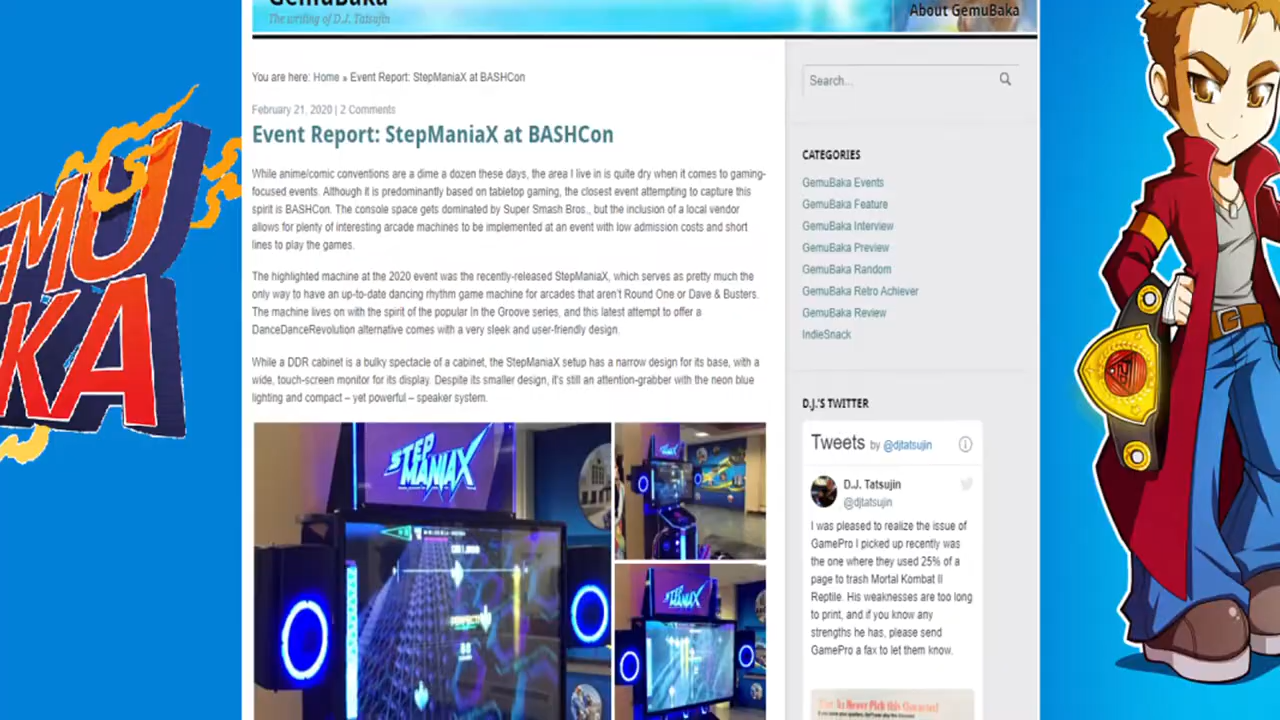 GemuBaka
The writing of D.J. Tatsujin
About GemuBaka
You are here: Home » Event Report: StepManiaX at BASHCon
Search...
February 21, 2020 | 2 Comments
Event Report: StepManiaX at BASHCon
While anime/comic conventions are a dime a dozen these days, the area I live in is quite dry when it comes to gaming-
focused events. Although it is predominantly based on tabletop gaming, the closest event attempting to capture this
spirit is BASHCon. The console space gets dominated by Super Smash Bros., but the inclusion of a local vendor
allows for plenty of interesting arcade machines to be implemented at an event with low admission costs and short
lines to play the games.
The highlighted machine at the 2020 event was the recently-released StepManiaX, which serves as pretty much the
only way to have an up-to-date dancing rhythm game machine for arcades that aren't Round One or Dave & Busters.
The machine lives on with the spirit of the popular In the Groove series, and this latest attempt to offer a
DanceDanceRevolution alternative comes with a very sleek and user-friendly design.
While a DDR cabinet is a bulky spectacle of a cabinet, the StepManiaX setup has a narrow design for its base, with a
wide, touch-screen monitor for its display. Despite its smaller design, it's still an attention-grabber with the neon blue
lighting and compact – yet powerful – speaker system.
CATEGORIES
GemuBaka Events
GemuBaka Feature
GemuBaka Interview
GemuBaka Preview
GemuBaka Random
GemuBaka Retro Achiever
GemuBaka Review
IndieSnack
D.J.'S TWITTER
Tweets by @djtatsujin
D.J. Tatsujin
@djtatsujin
I was pleased to realize the issue of
GamePro I picked up recently was
the one where they used 25% of a
page to trash Mortal Kombat II
Reptile. His weaknesses are too long
to print, and if you know any
strengths he has, please send
GamePro a fax to let them know.
EMU
KA
STEP
MANIAX
STEP
MANIAX